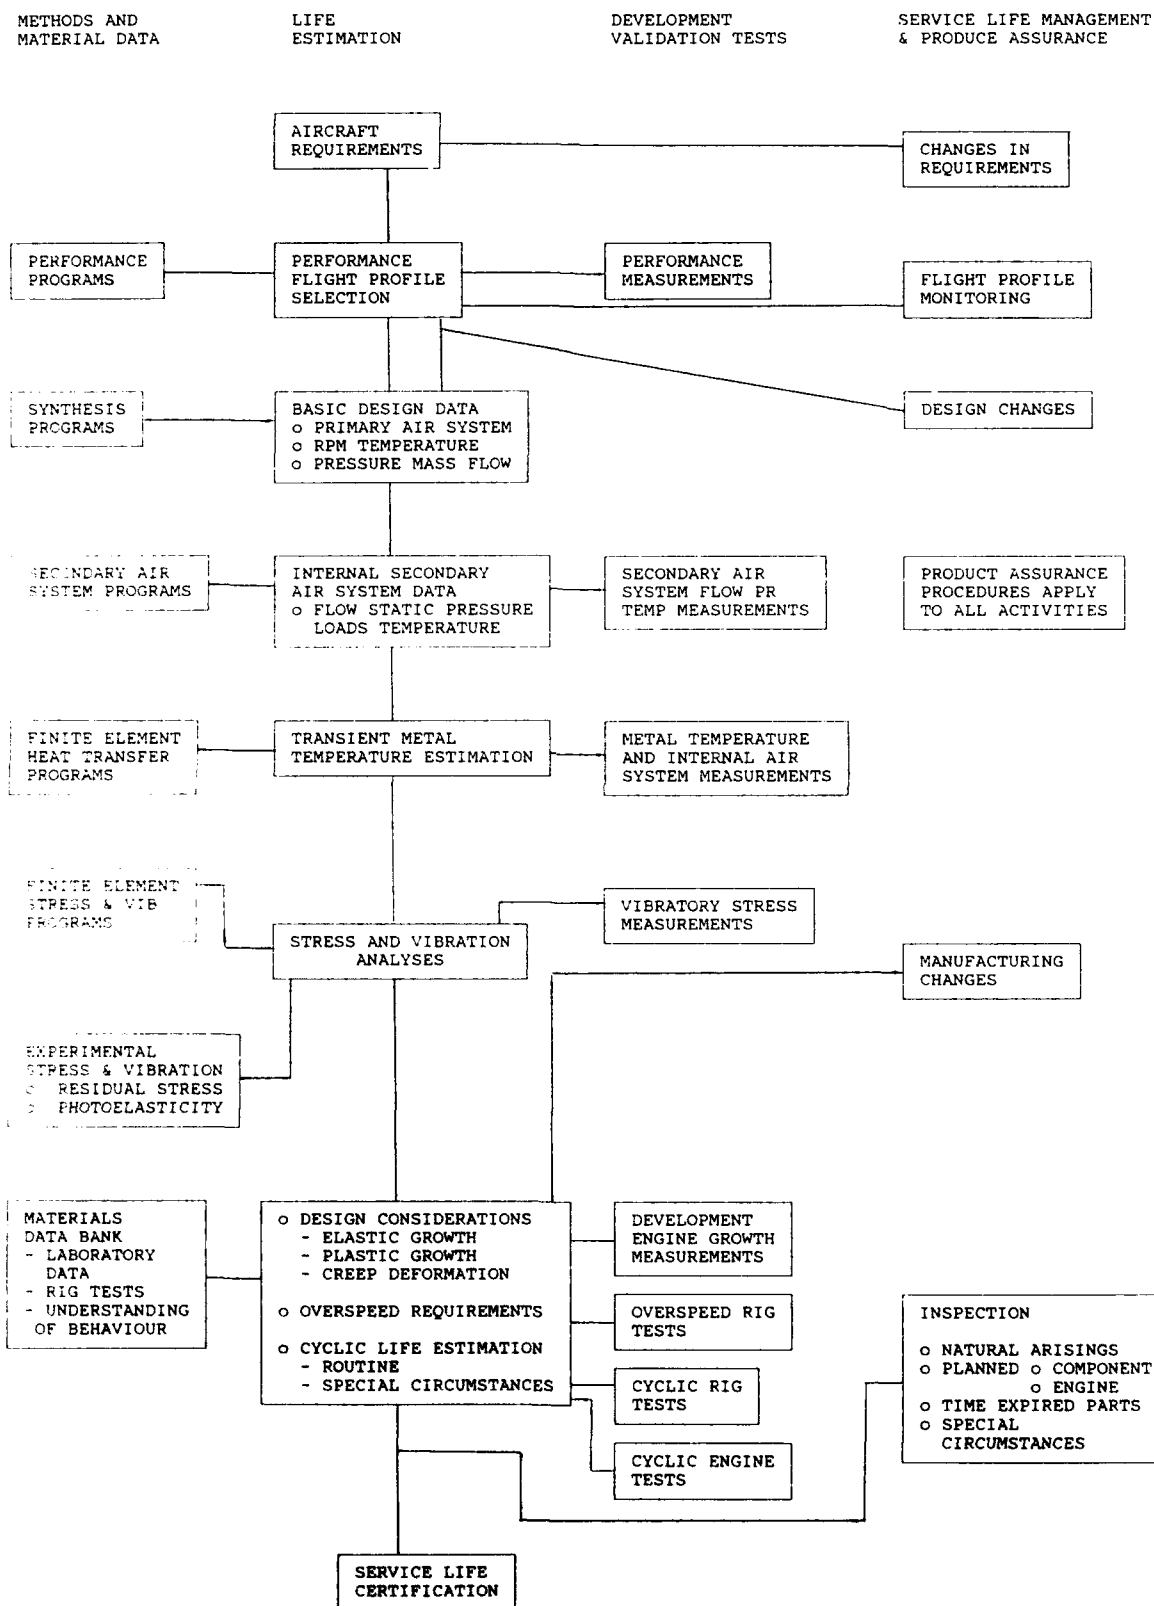 METHODS AND
MATERIAL DATA
LIFE
ESTIMATION
DEVELOPMENT
VALIDATION TESTS
SERVICE LIFE MANAGEMENT
& PRODUCE ASSURANCE
AIRCRAFT
REQUIREMENTS
CHANGES IN
REQUIREMENTS
PERFORMANCE
PROGRAMS
PERFORMANCE
FLIGHT PROFILE
SELECTION
PERFORMANCE
MEASUREMENTS
FLIGHT PROFILE
MONITORING
SYNTHESIS
PROGRAMS
BASIC DESIGN DATA
o PRIMARY AIR SYSTEM
o RPM TEMPERATURE
o PRESSURE MASS FLOW
DESIGN CHANGES
SECONDARY AIR
SYSTEM PROGRAMS
INTERNAL SECONDARY
AIR SYSTEM DATA
o FLOW STATIC PRESSURE
LOADS TEMPERATURE
SECONDARY AIR
SYSTEM FLOW PR
TEMP MEASUREMENTS
PRODUCT ASSURANCE
PROCEDURES APPLY
TO ALL ACTIVITIES
FINITE ELEMENT
HEAT TRANSFER
PROGRAMS
TRANSIENT METAL
TEMPERATURE ESTIMATION
METAL TEMPERATURE
AND INTERNAL AIR
SYSTEM MEASUREMENTS
FINITE ELEMENT
STRESS & VIB
PROGRAMS
STRESS AND VIBRATION
ANALYSES
VIBRATORY STRESS
MEASUREMENTS
MANUFACTURING
CHANGES
EXPERIMENTAL
STRESS & VIBRATION
o RESIDUAL STRESS
o PHOTOELASTICITY
MATERIALS
DATA BANK
- LABORATORY
DATA
- RIG TESTS
- UNDERSTANDING
OF BEHAVIOUR
o DESIGN CONSIDERATIONS
- ELASTIC GROWTH
- PLASTIC GROWTH
- CREEP DEFORMATION
o OVERSPEED REQUIREMENTS
o CYCLIC LIFE ESTIMATION
- ROUTINE
- SPECIAL CIRCUMSTANCES
DEVELOPMENT
ENGINE GROWTH
MEASUREMENTS
OVERSPEED RIG
TESTS
CYCLIC RIG
TESTS
CYCLIC ENGINE
TESTS
INSPECTION
o NATURAL ARISINGS
o PLANNED o COMPONENT
o ENGINE
o TIME EXPIRED PARTS
o SPECIAL
CIRCUMSTANCES
SERVICE LIFE
CERTIFICATION